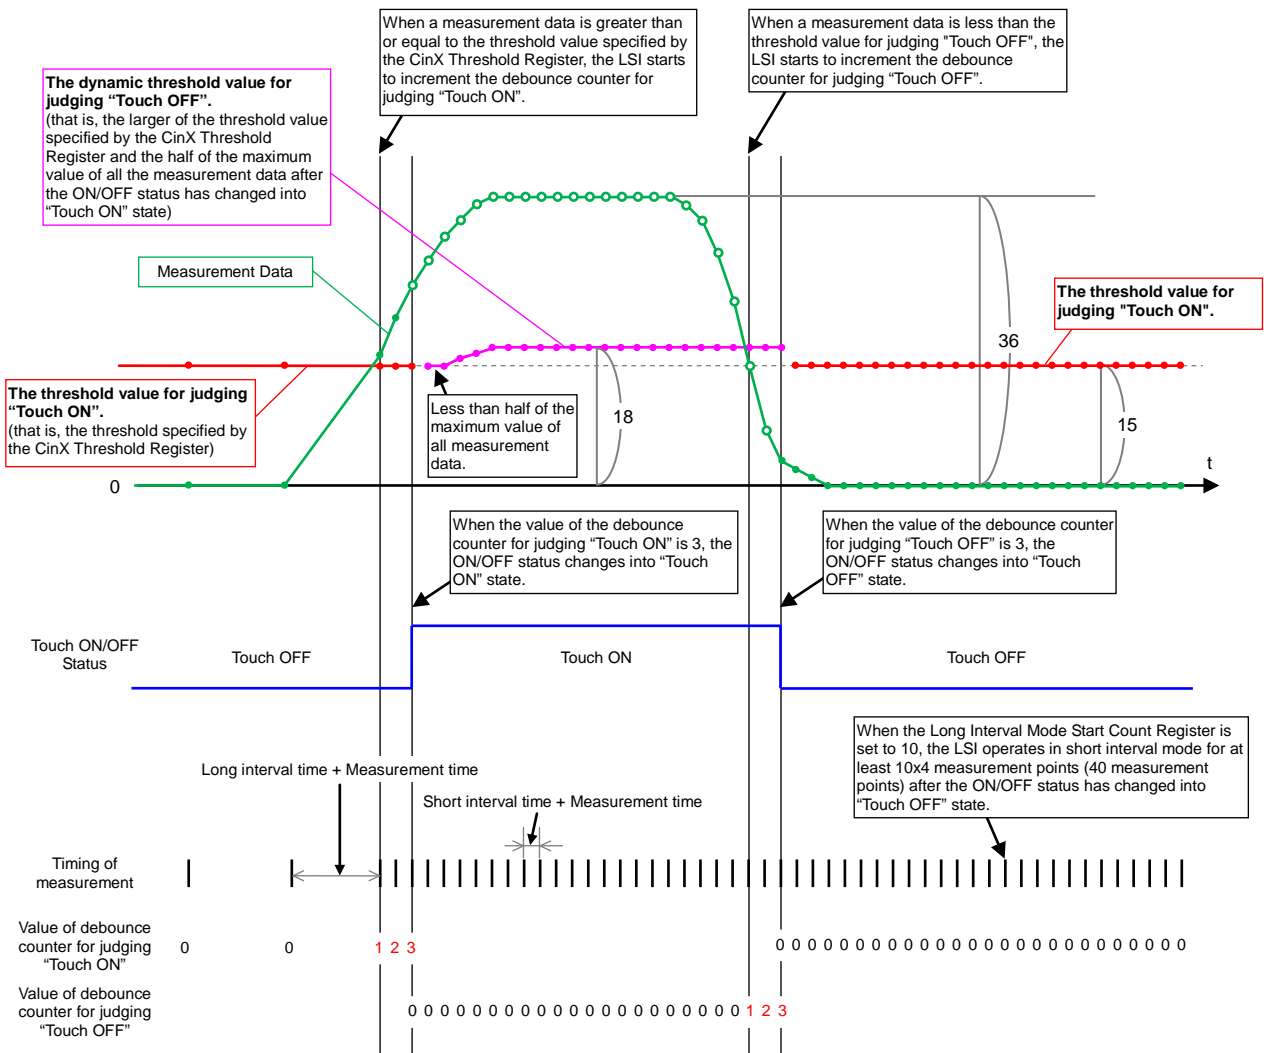 When a measurement data is greater than
or equal to the threshold value specified by
the CinX Threshold Register, the LSI starts
to increment the debounce counter for
judging “Touch ON”.
When a measurement data is less than the
threshold value for judging "Touch OFF", the
LSI starts to increment the debounce
counter for judging “Touch OFF”.
The dynamic threshold value for
judging “Touch OFF”.
(that is, the larger of the threshold value
specified by the CinX Threshold
Register and the half of the maximum
value of all the measurement data after
the ON/OFF status has changed into
“Touch ON” state)
Measurement Data
The threshold value for
judging "Touch ON".
36
The threshold value for judging
“Touch ON”.
(that is, the threshold specified by
the CinX Threshold Register)
Less than half of the
maximum value of
all measurement
data.
18
15
t
0
When the value of the debounce
counter for judging “Touch ON” is 3, the
ON/OFF status changes into “Touch
ON” state.
When the value of the debounce counter
for judging “Touch OFF” is 3, the
ON/OFF status changes into “Touch
OFF” state.
Touch ON/OFF
Status
Touch OFF
Touch ON
Touch OFF
When the Long Interval Mode Start Count Register is
set to 10, the LSI operates in short interval mode for at
least 10x4 measurement points (40 measurement
points) after the ON/OFF status has changed into
“Touch OFF” state.
Long interval time + Measurement time
Short interval time + Measurement time
Timing of
measurement
Value of debounce
counter for judging
“Touch ON”
0 0 1 2 3 0 0 0 0 0 0 0 0 0 0 0 0 0 0 0 0 0 0 0 0 0 0 0 0 0 0
Value of debounce
counter for judging
“Touch OFF”
0 0 0 0 0 0 0 0 0 0 0 0 0 0 0 0 0 0 0 0 0 1 2 3